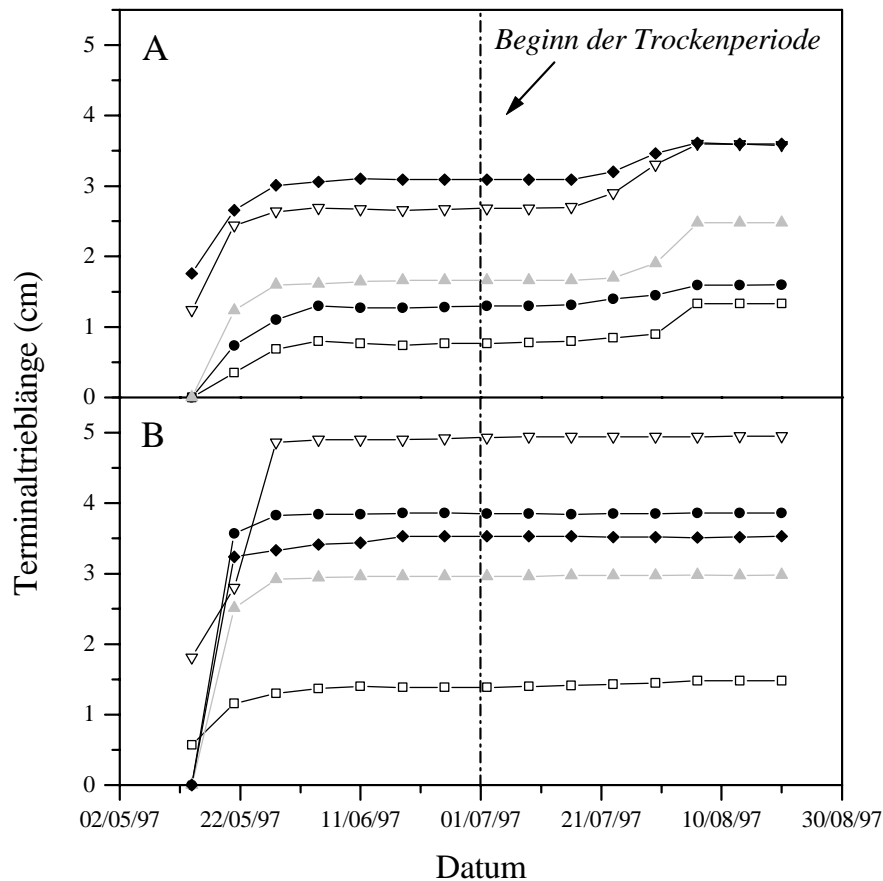 A
Beginn der Trockenperiode
5
4
3
2
1
0
B
5
4
3
2
1
0
Terminaltrieblänge (cm)
02/05/97 22/05/97 11/06/97 01/07/97 21/07/97 10/08/97 30/08/97
Datum